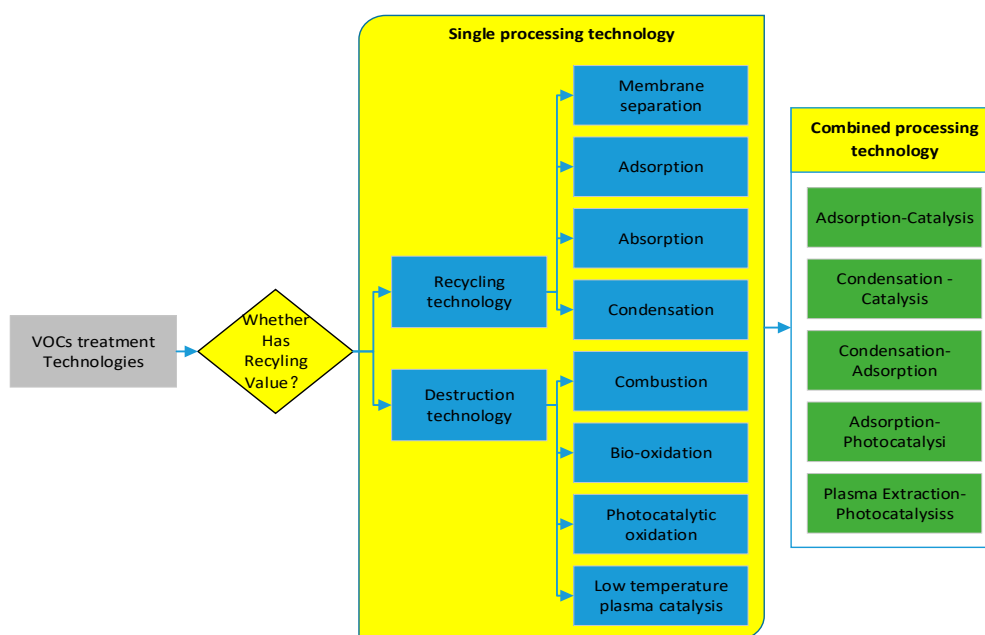 Single processing technology
Membrane
separation
Adsorption
Absorption
Condensation
Recycling
technology
VOCs treatment
Technologies
Whether
Has
Recyling
Value?
Destruction
technology
Combustion
Bio-oxidation
Photocatalytic
oxidation
Low temperature
plasma catalysis
Combined processing
technology
Adsorption-Catalysis
Condensation -
Catalysis
Condensation-
Adsorption
Adsorption-
Photocatalysi
Plasma Extraction-
Photocatalysiss